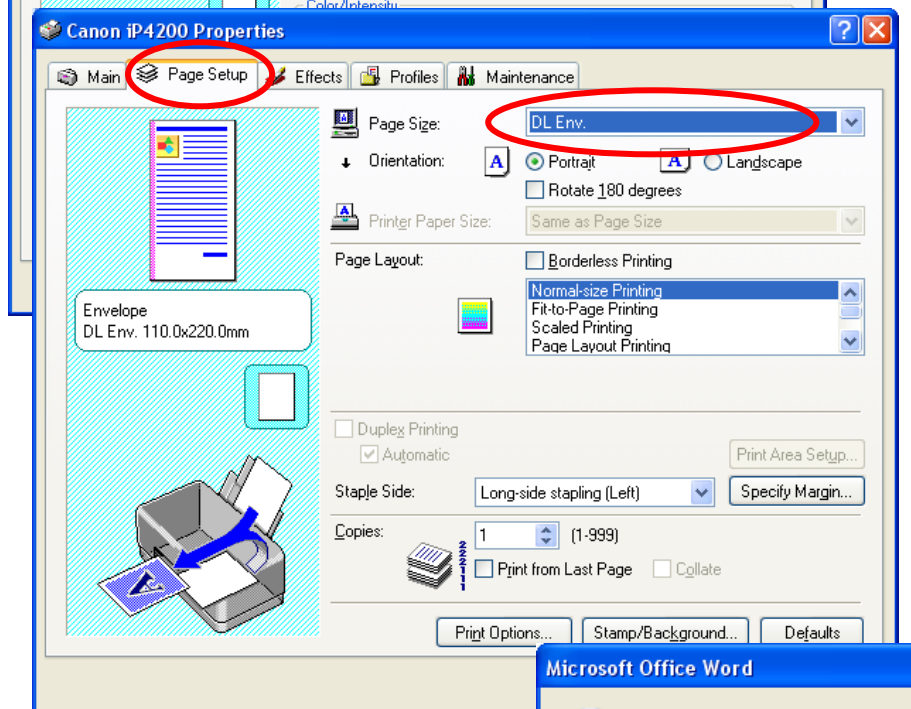 Color/Intensity
Canon iP4200 Properties
Main Page Setup Effects Profiles Maintenance
Page Size: DL Env.
Orientation: A Portrait A Landscape
Rotate 180 degrees
Printer Paper Size: Same as Page Size
Page Layout: Borderless Printing
Normal-size Printing
Fit-to-Page Printing
Scaled Printing
Page Layout Printing
Envelope
DL Env. 110.0x220.0mm
Duplex Printing
Automatic
Print Area Setup...
Staple Side: Long-side stapling (Left) Specify Margin...
Copies: 1 (1-999)
Print from Last Page Collate
Print Options... Stamp/Background... Defaults
Microsoft Office Word